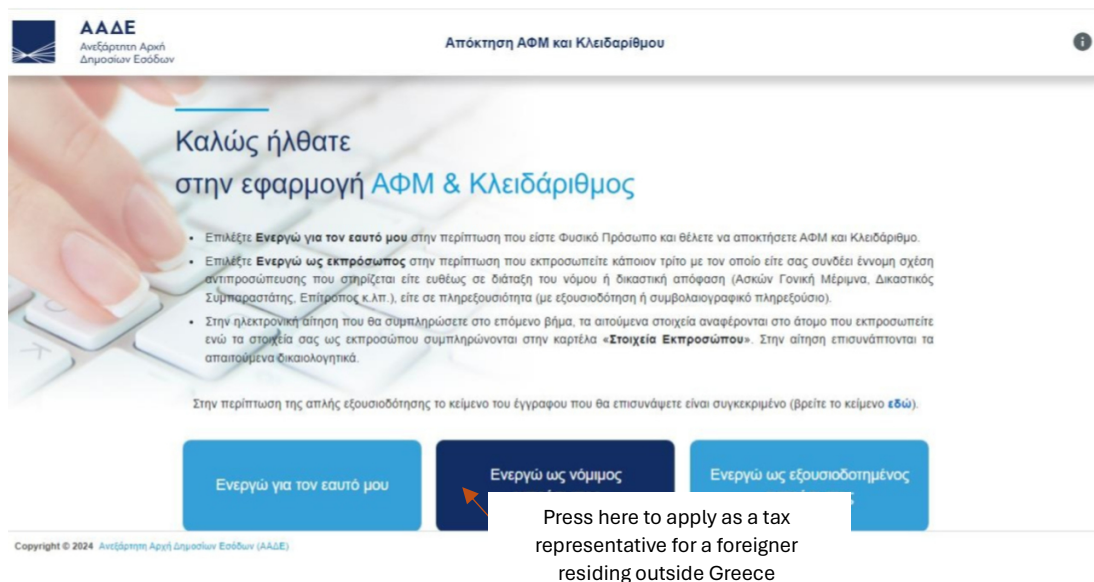 ΑΑΔΕ
Ανεξάρτητη Αρχή
Δημοσίων Εσόδων
Απόκτηση ΑΦΜ και Κλειδαρίθμου
i
Καλώς ήλθατε
στην εφαρμογή ΑΦΜ & Κλειδάριθμος
• Επιλέξτε Ενεργώ για τον εαυτό μου στην περίπτωση που είστε Φυσικό Πρόσωπο και θέλετε να αποκτήσετε ΑΦΜ και Κλειδάριθμο.
• Επιλέξτε Ενεργώ ως εκπρόσωπος στην περίπτωση που εκπροσωπείτε κάποιον τρίτο με τον οποίο είτε σας συνδέει έννομη σχέση
αντιπροσώπευσης που στηρίζεται είτε ευθέως σε διάταξη του νόμου ή δικαστική απόφαση (Ασκών Γονική Μέριμνα, Δικαστικός
Συμπαραστάτης, Επίτροπος κ.λπ.), είτε σε πληρεξουσιότητα (με εξουσιοδότηση ή συμβολαιογραφικό πληρεξούσιο).
• Στην ηλεκτρονική αίτηση που θα συμπληρώσετε στο επόμενο βήμα, τα αιτούμενα στοιχεία αναφέρονται στο άτομο που εκπροσωπείτε
ενώ τα στοιχεία σας ως εκπροσώπου συμπληρώνονται στην καρτέλα «Στοιχεία Εκπροσώπου». Στην αίτηση επισυνάπτονται τα
απαιτούμενα δικαιολογητικά.
Στην περίπτωση της απλής εξουσιοδότησης το κείμενο του έγγραφου που θα επισυνάψετε είναι συγκεκριμένο (βρείτε το κείμενο εδώ).
Ενεργώ για τον εαυτό μου
Ενεργώ ως νόμιμος
Ενεργώ ως εξουσιοδοτημένος
Press here to apply as a tax
representative for a foreigner
residing outside Greece
Copyright © 2024 Ανεξάρτητη Αρχή Δημοσίων Εσόδων (ΑΑΔΕ)